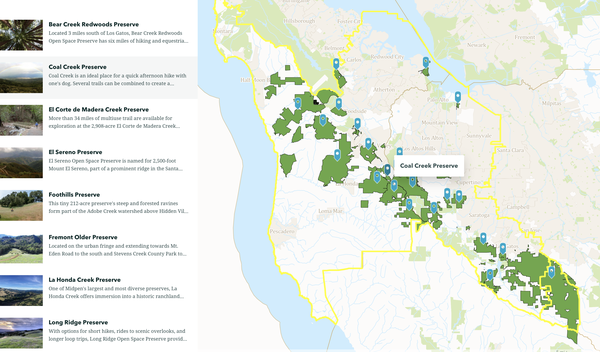 Bear Creek Redwoods Preserve
Located 3 miles south of Los Gatos, Bear Creek Redwoods
Open Space Preserve has six miles of hiking and equestria...
Coal Creek Preserve
Coal Creek is an ideal place for a quick afternoon hike with
one's dog. Several trails can be combined to create a...
El Corte de Madera Creek Preserve
More than 34 miles of multiuse trail are available for
exploration at the 2,908-acre El Corte de Madera Creek...
El Sereno Preserve
El Sereno Open Space Preserve is named for 2,500-foot
Mount El Sereno, part of a prominent ridge in the Santa...
Foothills Preserve
This tiny 212-acre preserve's steep and forested ravines
form part of the Adobe Creek watershed above Hidden Vil...
Fremont Older Preserve
Located on the urban fringe and extending towards Mt.
Eden Road to the south and Stevens Creek County Park to...
La Honda Creek Preserve
One of Midpen's largest and most diverse preserves, La
Honda Creek offers immersion into a historic ranchland...
Long Ridge Preserve
With options for short hikes, rides to scenic overlooks, and
longer loop trips, Long Ridge Open Space Preserve provid...
Hillsborough
Foster City
Coal Creek Preserve
Pescadero